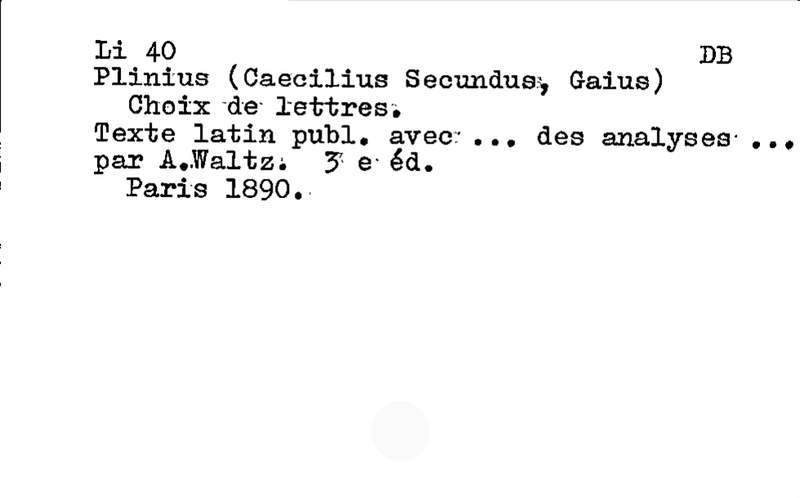 Li 40 DB
Plinius (Caecilius Secundus, Gaius)
Choix de lettres.
Texte latin publ. avec ... des analyses ...
par A.Waltz. 3 e éd.
Paris 1890.